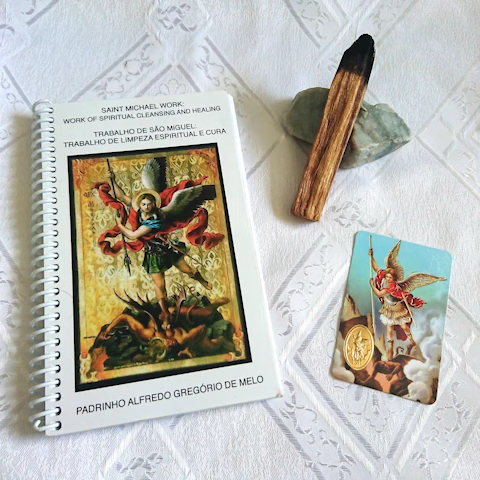 SAINT MICHAEL WORK:
WORK OF SPIRITUAL CLEANSING AND HEALING
TRABALHO DE SÃO MIGUEL:
TRABALHO DE LIMPEZA ESPIRITUAL E CURA
PADRINHO ALFREDO GREGÓRIO DE MELO